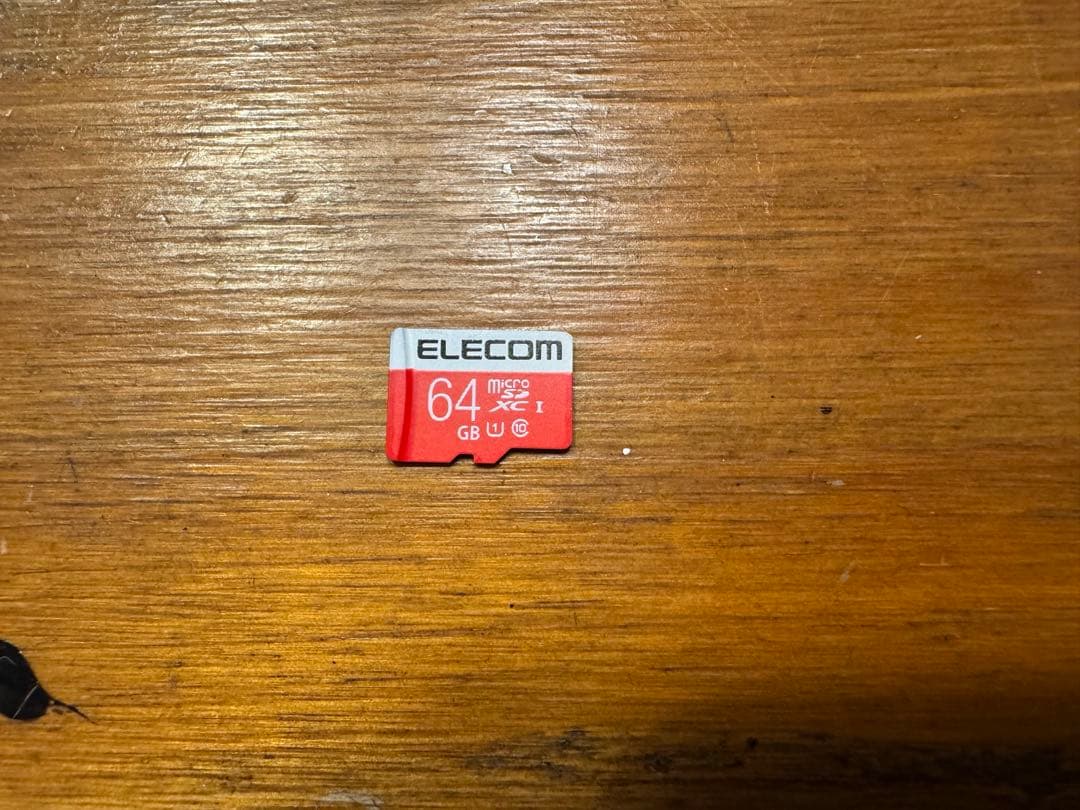 ELECOM
64 micro
SD
XC I
GB U1 10